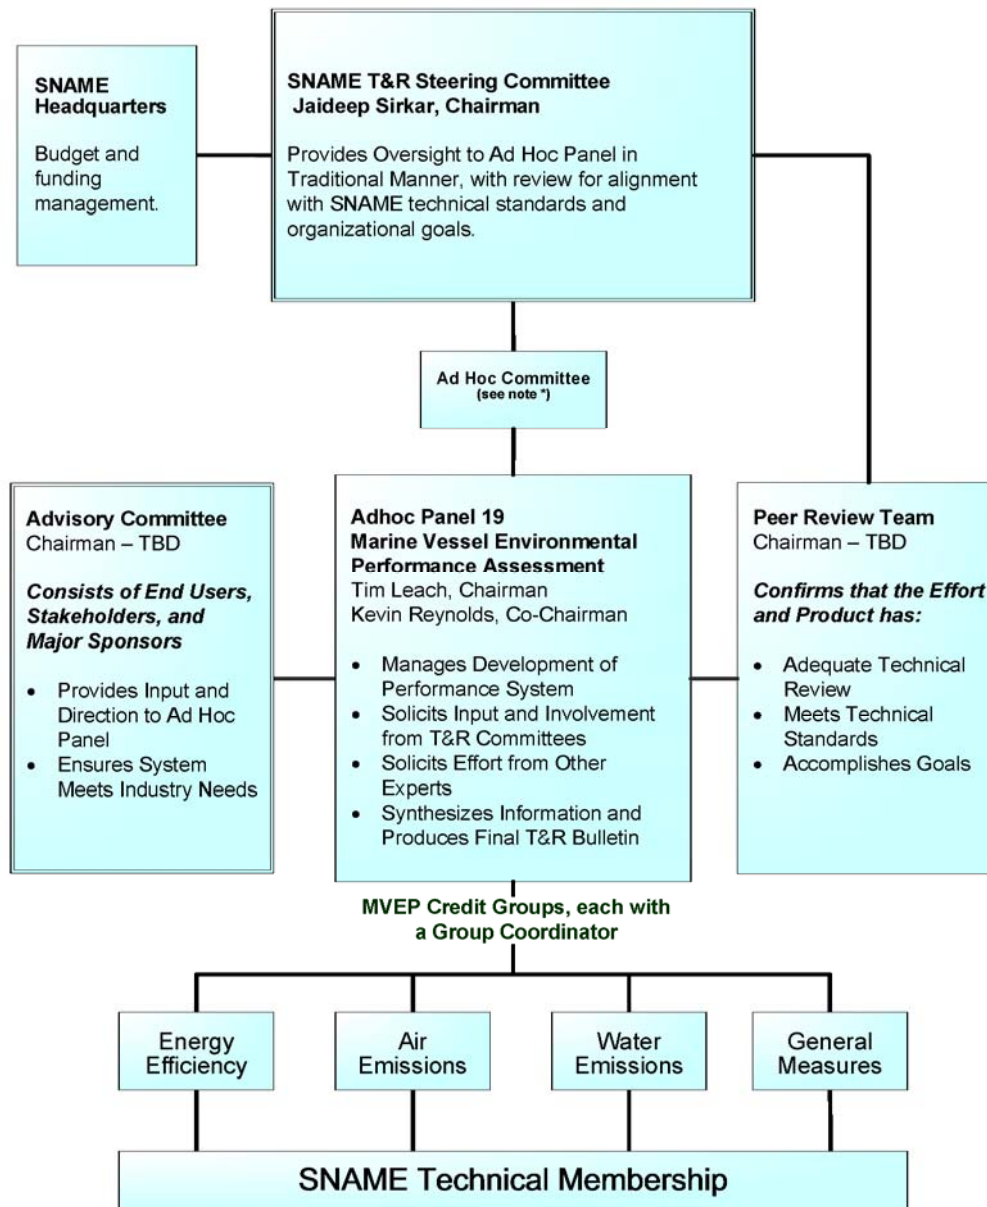 SNAME
Headquarters
Budget and
funding
management.
SNAME T&R Steering Committee
Jaideep Sirkar, Chairman
Provides Oversight to Ad Hoc Panel in
Traditional Manner, with review for alignment
with SNAME technical standards and
organizational goals.
Ad Hoc Committee
(see note *)
Advisory Committee
Chairman – TBD
Consists of End Users,
Stakeholders, and
Major Sponsors
• Provides Input and
Direction to Ad Hoc
Panel
• Ensures System
Meets Industry Needs
Adhoc Panel 19
Marine Vessel Environmental
Performance Assessment
Tim Leach, Chairman
Kevin Reynolds, Co-Chairman
• Manages Development of
Performance System
• Solicits Input and Involvement
from T&R Committees
• Solicits Effort from Other
Experts
• Synthesizes Information and
Produces Final T&R Bulletin
Peer Review Team
Chairman – TBD
Confirms that the Effort
and Product has:
• Adequate Technical
Review
• Meets Technical
Standards
• Accomplishes Goals
MVEP Credit Groups, each with
a Group Coordinator
Energy
Efficiency
Air
Emissions
Water
Emissions
General
Measures
SNAME Technical Membership